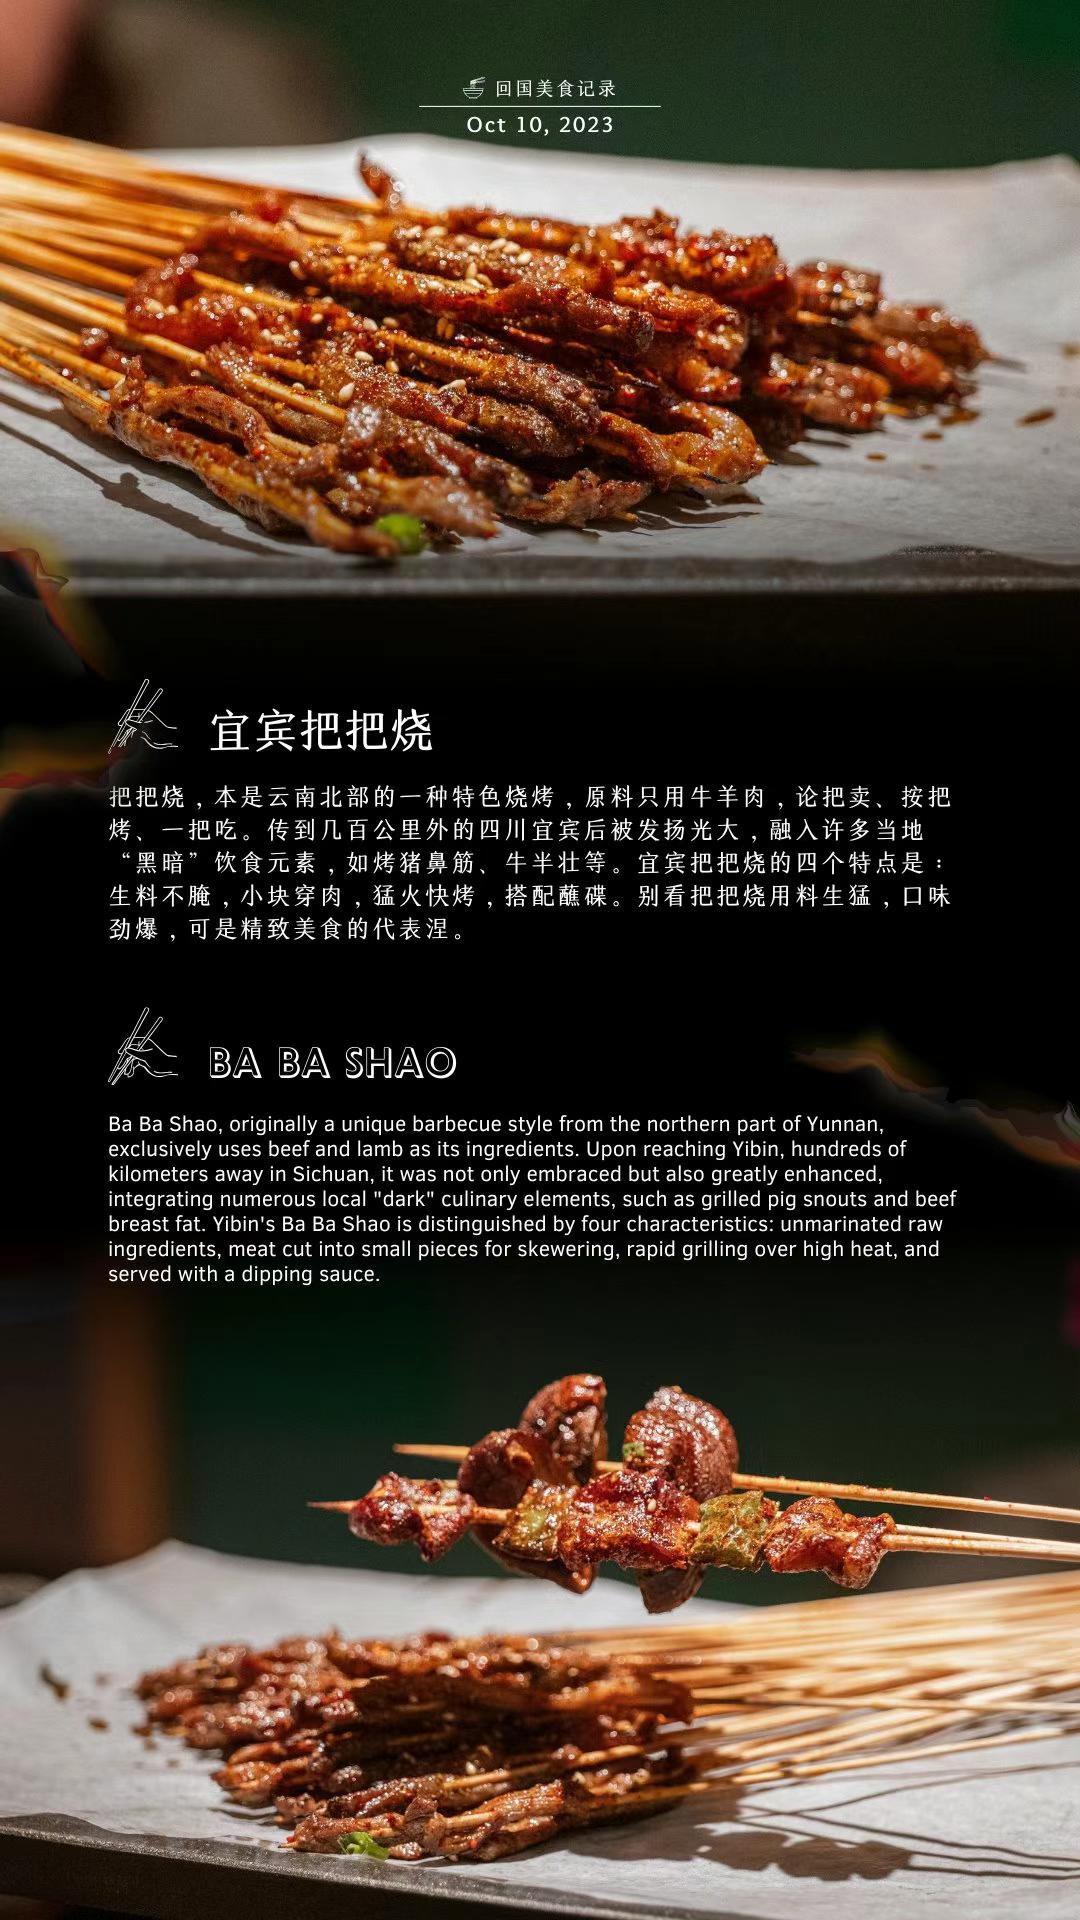 回国美食记录
Oct 10, 2023
宜宾把把烧
把把烧，本是云南北部的一种特色烧烤，原料只用牛羊肉，论把卖、按把
烤、一把吃。传到几百公里外的四川宜宾后被发扬光大，融入许多当地
“黑暗”饮食元素，如烤猪鼻筋、牛半壮等。宜宾把把烧的四个特点是：
生料不腌，小块穿肉，猛火快烤，搭配蘸碟。别看把把烧用料生猛，口味
劲爆，可是精致美食的代表涅。
BA BA SHAO
Ba Ba Shao, originally a unique barbecue style from the northern part of Yunnan,
exclusively uses beef and lamb as its ingredients. Upon reaching Yibin, hundreds of
kilometers away in Sichuan, it was not only embraced but also greatly enhanced,
integrating numerous local "dark" culinary elements, such as grilled pig snouts and beef
breast fat. Yibin's Ba Ba Shao is distinguished by four characteristics: unmarinated raw
ingredients, meat cut into small pieces for skewering, rapid grilling over high heat, and
served with a dipping sauce.